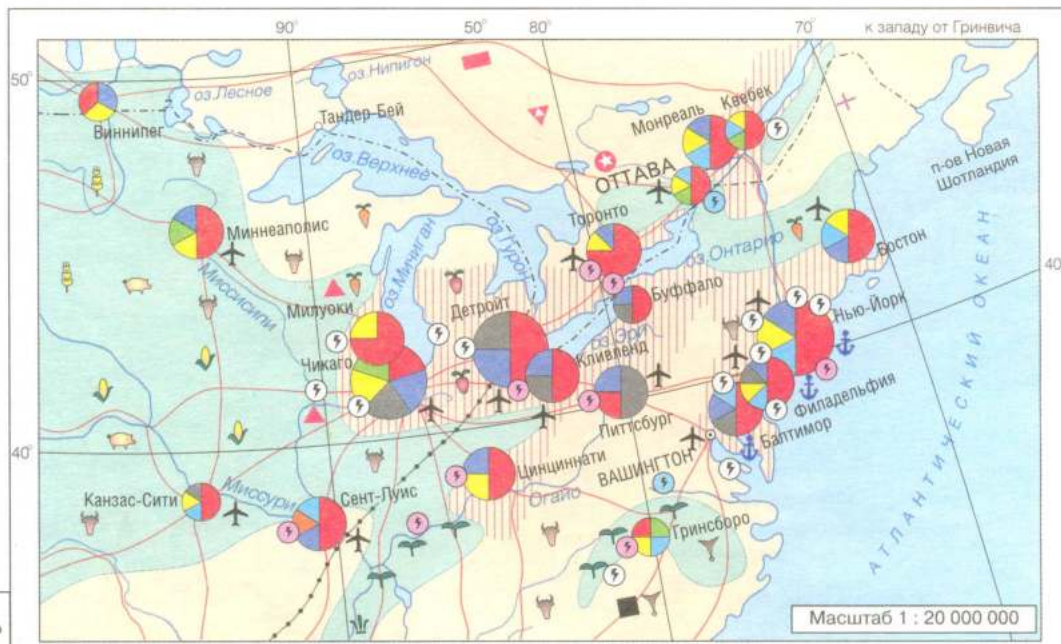 90°
50°
80°
70°
к западу от Гринвича
50°
оз.Нипигон
оз.Лесное
Виннипег
Тандер-Бей
оз.Верхнее
Монреаль
Квебек
ОТТАВА
п-ов Новая
Шотландия
Миннеаполис
Торонто
оз.Гурон
оз.Онтарио
Бостон
40°
оз.Мичиган
Миссисипи
Милуоки
Детройт
Буффало
оз.Эри
Нью-Йорк
Чикаго
Кливленд
Филадельфия
Питтсбург
Балтимор
40°
Цинциннати
ВАШИНГТОН
Огайо
Канзас-Сити
Миссури
Сент-Луис
Гринсборо
АТЛАНТИЧЕСКИЙ ОКЕАН
Масштаб 1 : 20 000 000